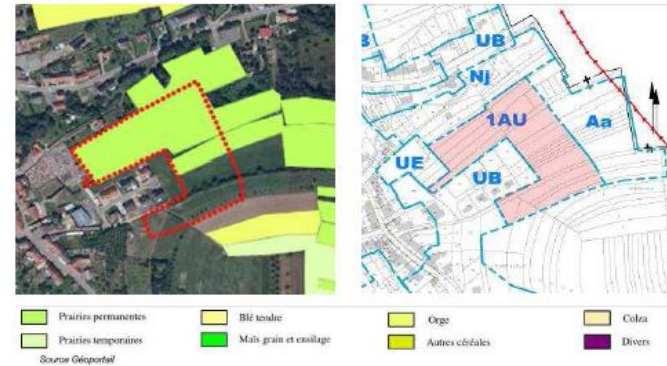 UB
Nj
1AU
Aa
UE
UB
Prairies permanentes
Blé tendre
Orge
Colza
Prairies temporaires
Maïs grain et ensilage
Autres céréales
Divers
Source Géoportail